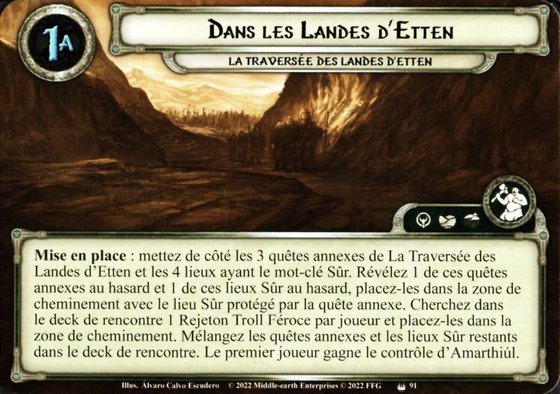 1A
Dans les Landes d'Etten
La Traversée des Landes d'Etten
Mise en place : mettez de côté les 3 quêtes annexes de La Traversée des
Landes d'Etten et les 4 lieux ayant le mot-clé Sûr. Révélez 1 de ces quêtes
annexes au hasard et 1 de ces lieux Sûr au hasard, placez-les dans la zone de
cheminement avec le lieu Sûr protégé par la quête annexe. Cherchez dans
le deck de rencontre 1 Rejeton Troll Féroce par joueur et placez-les dans la
zone de cheminement. Mélangez les quêtes annexes et les lieux Sûr restants
dans le deck de rencontre. Le premier joueur gagne le contrôle d'Amarthiúl.
Illus. Álvaro Calvo Escudero © 2022 Middle-earth Enterprises © 2022 FFG 91